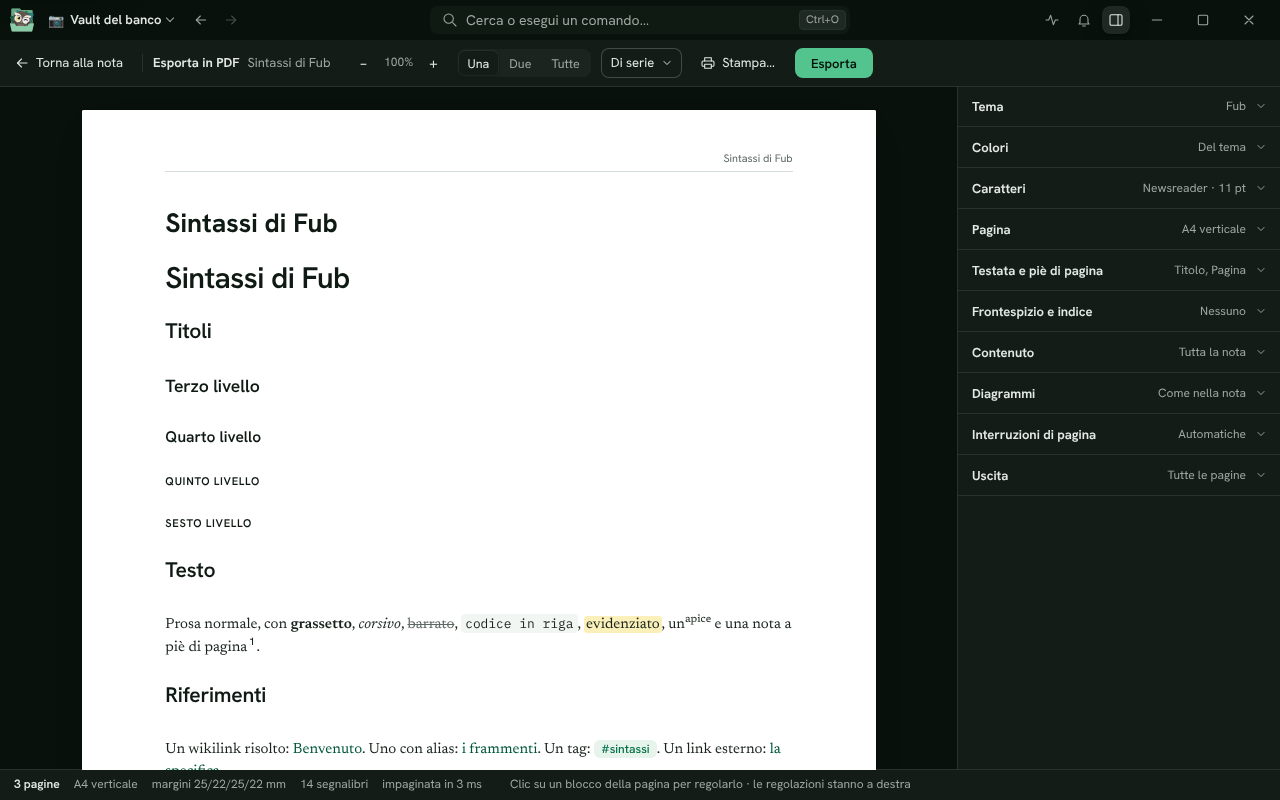 Vault del banco
Cerca o esegui un comando...
Ctrl+O
Torna alla nota
Esporta in PDF
Sintassi di Fub
− 100% +
Una
Due
Tutte
Di serie
Stampa...
Esporta
Sintassi di Fub
Sintassi di Fub
Sintassi di Fub
Titoli
Terzo livello
Quarto livello
QUINTO LIVELLO
SESTO LIVELLO
Testo
Prosa normale, con grassetto, corsivo, barrato, codice in riga, evidenziato, unapice e una nota a
piè di pagina 1.
Riferimenti
Un wikilink risolto: Benvenuto. Uno con alias: i frammenti. Un tag: #sintassi. Un link esterno: la
specifica.
Tema Fub
Colori Del tema
Caratteri Newsreader · 11 pt
Pagina A4 verticale
Testata e piè di pagina Titolo, Pagina
Frontespizio e indice Nessuno
Contenuto Tutta la nota
Diagrammi Come nella nota
Interruzioni di pagina Automatiche
Uscita Tutte le pagine
3 pagine A4 verticale margini 25/22/25/22 mm 14 segnalibri impaginata in 3 ms Clic su un blocco della pagina per regolarlo · le regolazioni stanno a destra